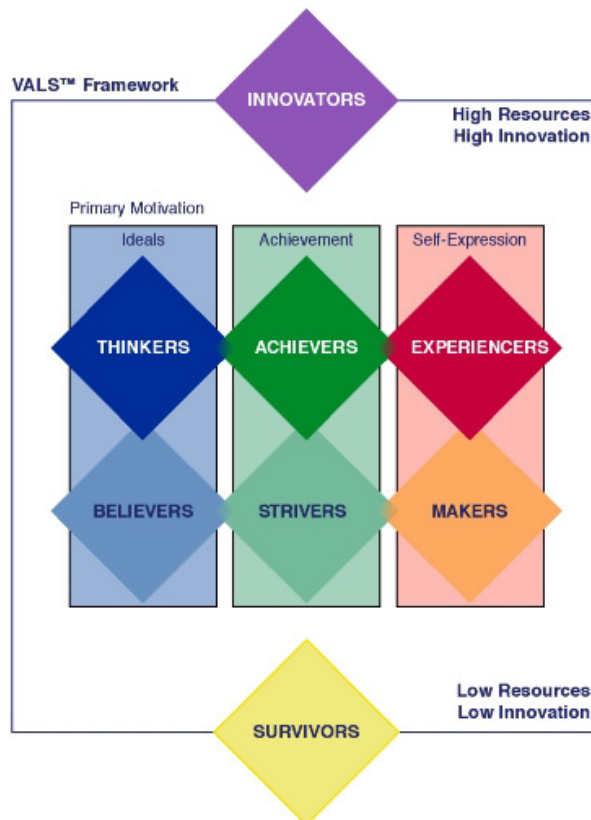 VALS™ Framework
INNOVATORS
High Resources
High Innovation
Primary Motivation
Ideals
Achievement
Self-Expression
THINKERS
ACHIEVERS
EXPERIENCERS
BELIEVERS
STRIVERS
MAKERS
Low Resources
Low Innovation
SURVIVORS